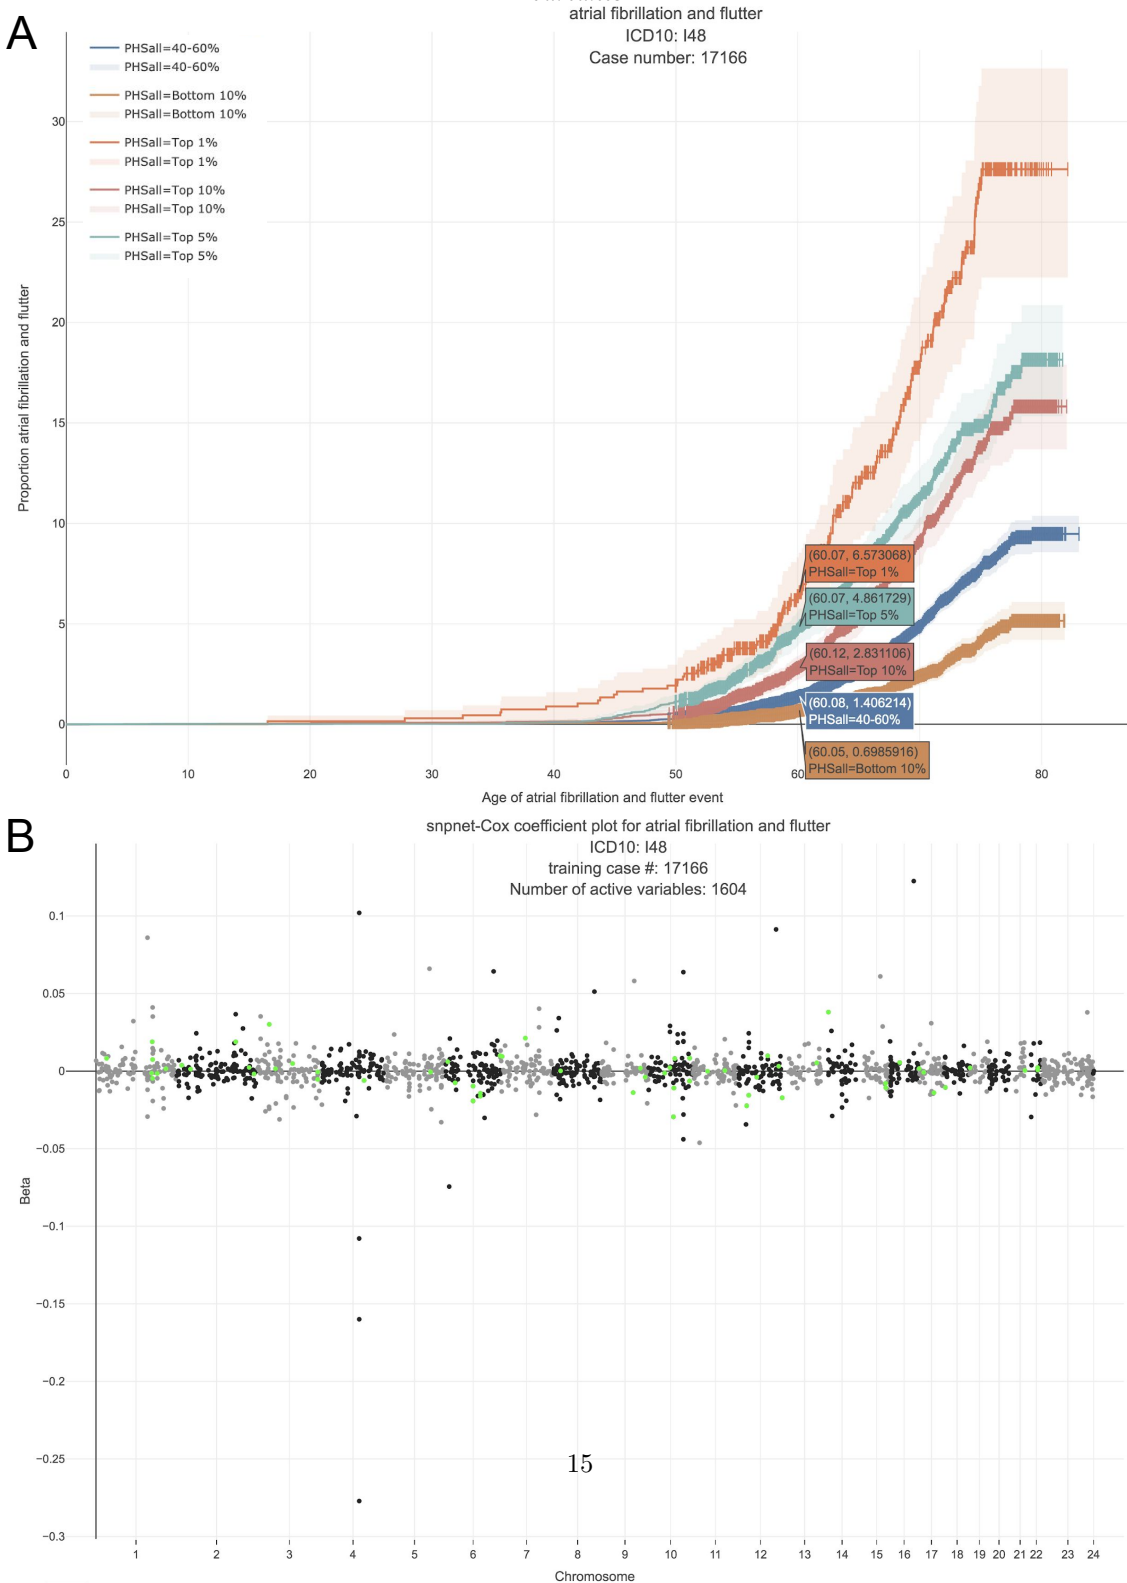 A
atrial fibrillation and flutter
ICD10: I48
Case number: 17166
PHSall=40-60%
PHSall=40-60%
PHSall=Bottom 10%
PHSall=Bottom 10%
PHSall=Top 1%
PHSall=Top 1%
PHSall=Top 10%
PHSall=Top 10%
PHSall=Top 5%
PHSall=Top 5%
30
25
20
15
10
5
0
Proportion atrial fibrillation and flutter
(60.07, 6.573068)
PHSall=Top 1%
(60.07, 4.861729)
PHSall=Top 5%
(60.12, 2.831106)
PHSall=Top 10%
(60.08, 1.406214)
PHSall=40-60%
(60.05, 0.6985916)
PHSall=Bottom 10%
0 10 20 30 40 50 60 80
Age of atrial fibrillation and flutter event
B
snpnet-Cox coefficient plot for atrial fibrillation and flutter
ICD10: I48
training case #: 17166
Number of active variables: 1604
0.1
0.05
0
−0.05
−0.1
−0.15
−0.2
−0.25
−0.3
Beta
15
1 2 3 4 5 6 7 8 9 10 11 12 13 14 15 16 17 18 19 20 21 22 23 24
Chromosome